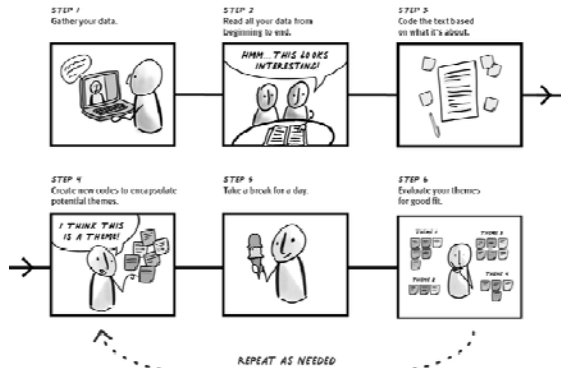 STEP 1
Gather your data.
STEP 2
Read all your data from
beginning to end.
STEP 3
Code the text based
on what it's about.
HMM... THIS LOOKS
INTERESTING!
STEP 4
Create new codes to encapsulate
potential themes.
STEP 5
Take a break for a day.
STEP 6
Evaluate your themes
for good fit.
I THINK THIS
IS A THEME!
THEME 1
THEME 3
THEME 2
THEME 4
REPEAT AS NEEDED